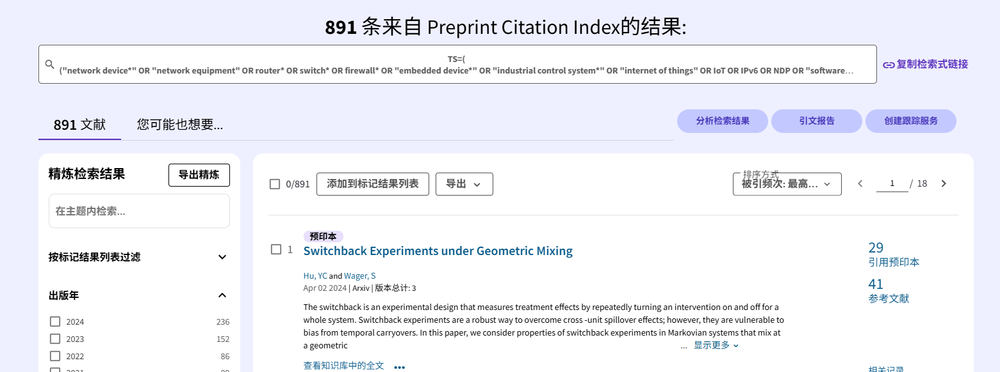 891 条来自 Preprint Citation Index的结果:
TS=(
("network device*" OR "network equipment" OR router* OR switch* OR firewall* OR "embedded device*" OR "industrial control system*" OR "internet of things" OR IoT OR IPv6 OR NDP OR "software...
复制检索式链接
891 文献
您可能也想要...
分析检索结果
引文报告
创建跟踪服务
精炼检索结果
导出精炼
在主题内检索...
按标记结果列表过滤
出版年
2024 236
2023 152
2022 86
0/891
添加到标记结果列表
导出
排序方式
被引频次: 最高...
1 / 18
预印本
1 Switchback Experiments under Geometric Mixing
Hu, YC and Wager, S
Apr 02 2024 | Arxiv | 版本总计: 3
The switchback is an experimental design that measures treatment effects by repeatedly turning an intervention on and off for a
whole system. Switchback experiments are a robust way to overcome cross -unit spillover effects; however, they are vulnerable to
bias from temporal carryovers. In this paper, we consider properties of switchback experiments in Markovian systems that mix at
a geometric
... 显示更多
查看知识库中的全文 •••
29
引用预印本
41
参考文献
相关记录